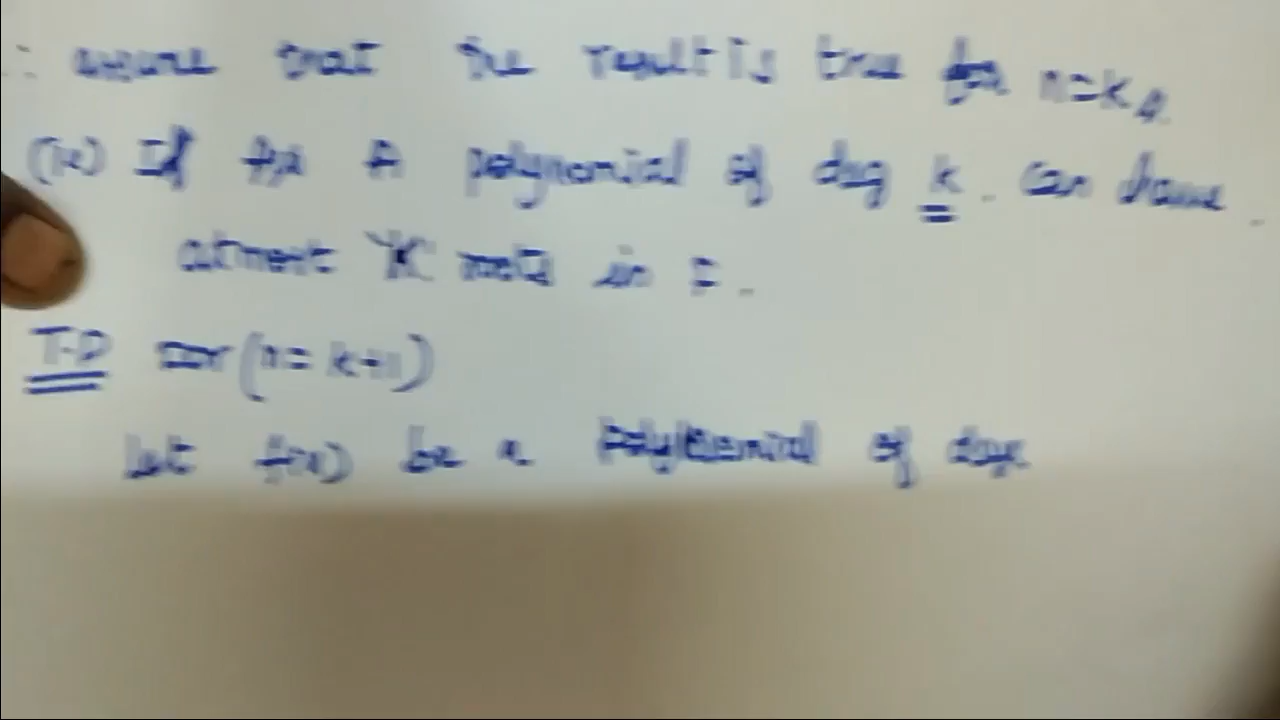 ∴ assume that the result is true for n=k.
(ie) If f(x) a polynomial of deg k. can have
atmost 'K' roots in F.
T.P for (n= k+1)
Let f(x) be a polynomial of deg